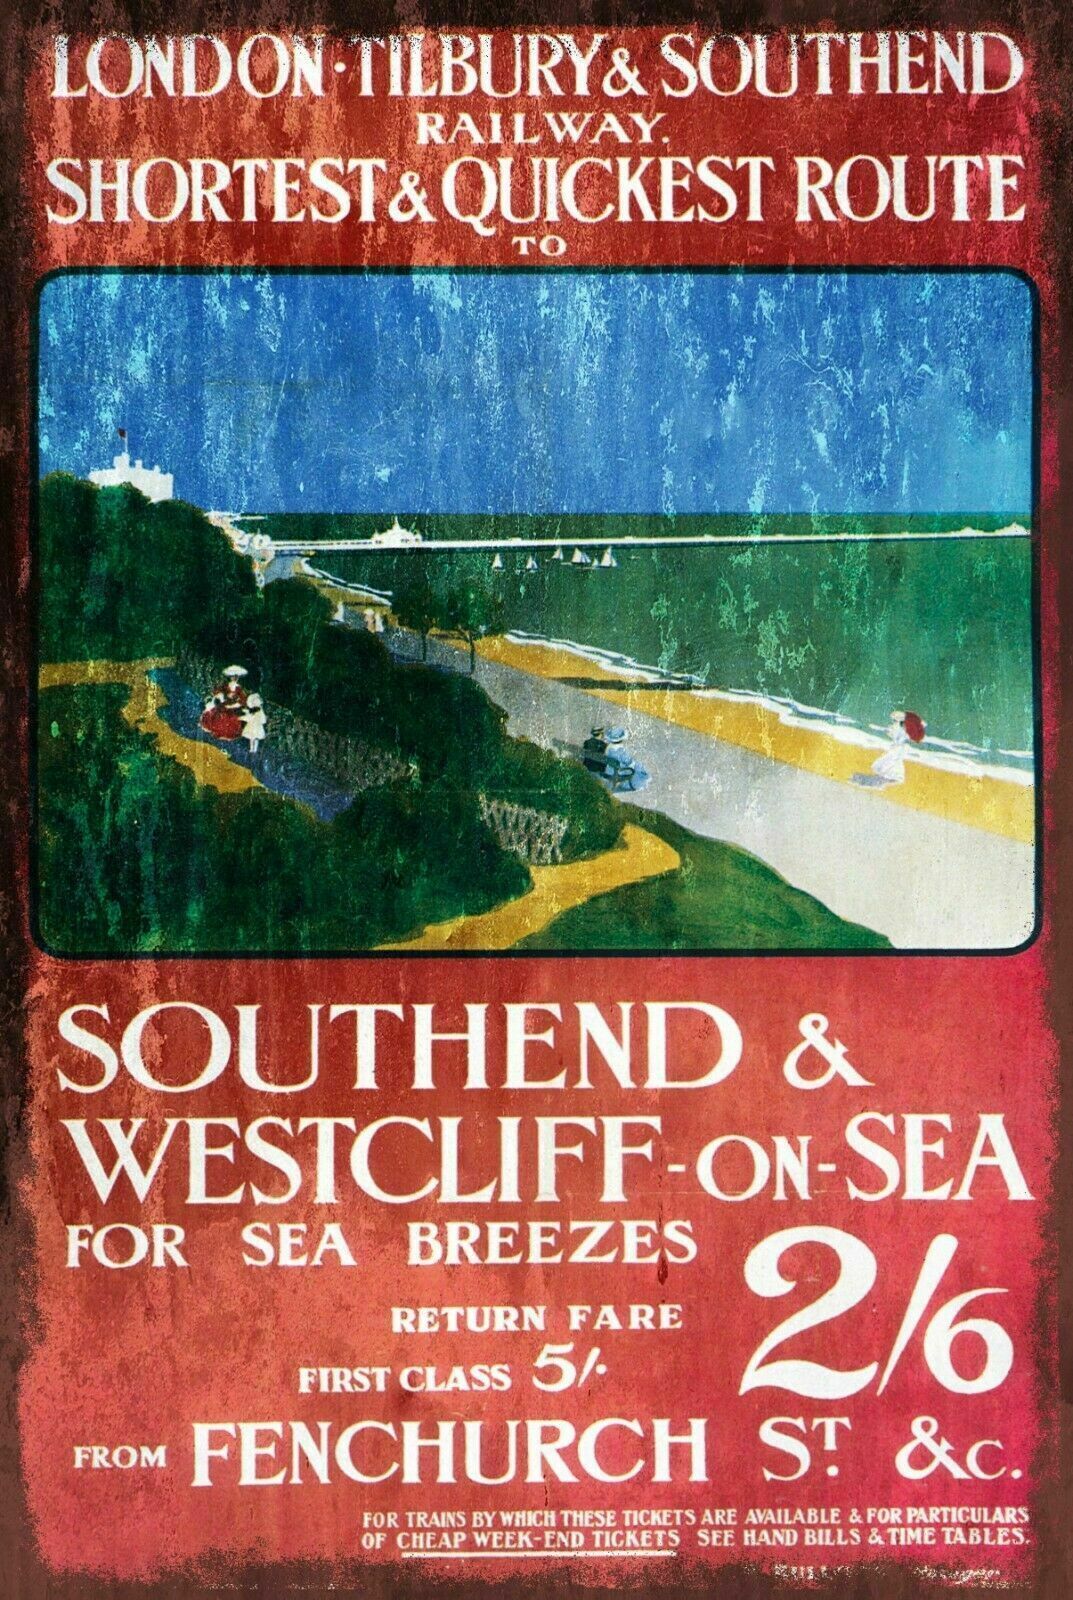 LONDON·TILBURY & SOUTHEND
RAILWAY.
SHORTEST & QUICKEST ROUTE
TO
SOUTHEND &
WESTCLIFF-ON-SEA
FOR SEA BREEZES
RETURN FARE 2/6
FIRST CLASS 5/-
FROM FENCHURCH ST. &C.
FOR TRAINS BY WHICH THESE TICKETS ARE AVAILABLE & FOR PARTICULARS
OF CHEAP WEEK-END TICKETS SEE HAND BILLS & TIME TABLES.